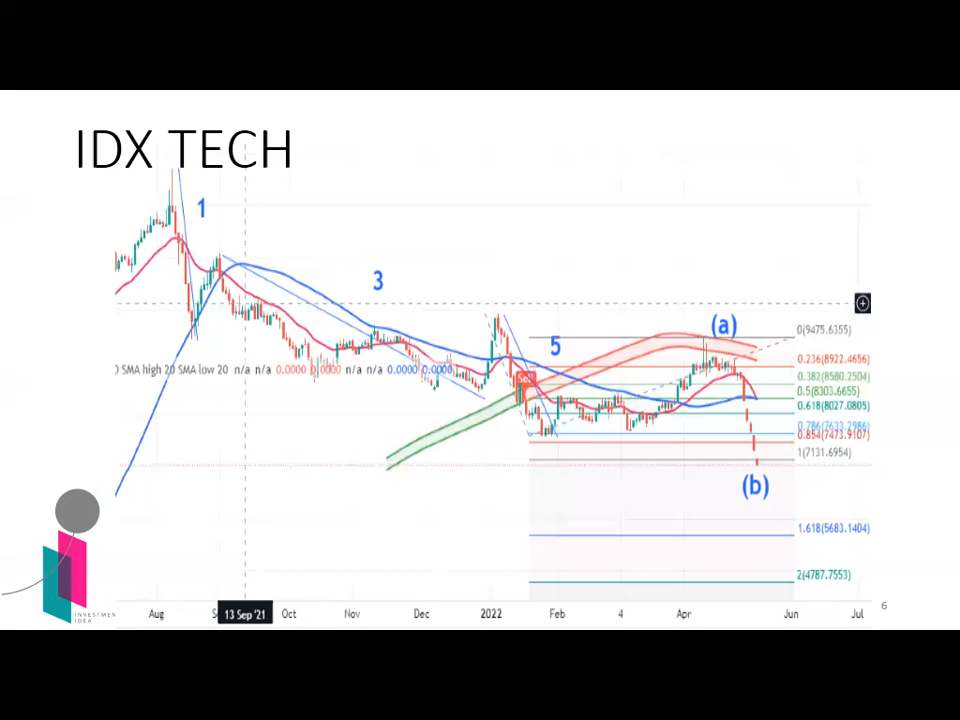 IDX TECH
1
3
5
(a)
0(9475.6355)
0.236(8922.4656)
0.382(8580.2504)
0.5(8303.6655)
0.618(8027.0805)
0.786(7633.2986)
0.854(7473.9107)
1(7131.6954)
SMA high 20 SMA low 20 n/a n/a 0.0000 0.0000 n/a n/a 0.0000 0.0000
(b)
1.618(5683.1404)
2(4787.7553)
Aug
13 Sep '21
Oct
Nov
Dec
2022
Feb
4
Apr
Jun
Jul
INVESTMEN
IDEA
6